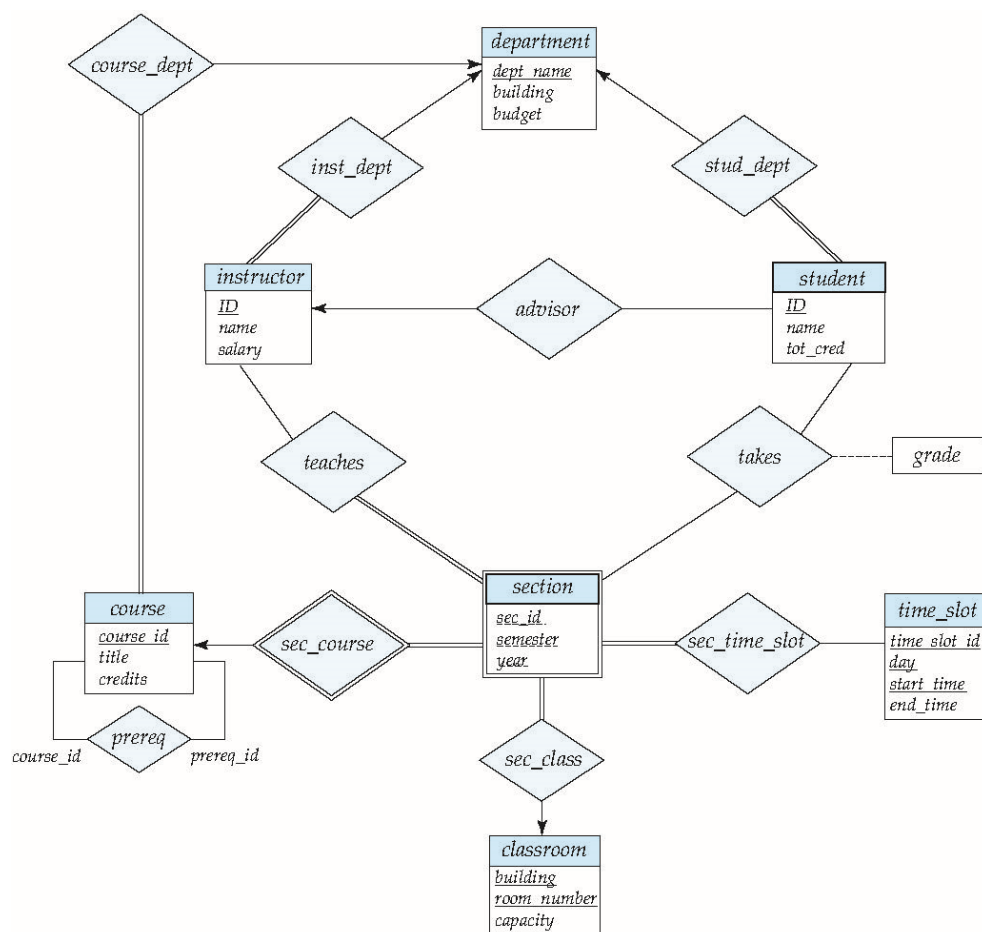 department
course_dept
dept_name
building
budget
inst_dept
stud_dept
instructor
ID
name
salary
advisor
student
ID
name
tot_cred
teaches
takes
grade
section
sec_id
semester
year
course
course_id
title
credits
sec_course
sec_time_slot
time_slot
time_slot_id
day
start_time
end_time
prereq
course_id
prereq_id
sec_class
classroom
building
room_number
capacity